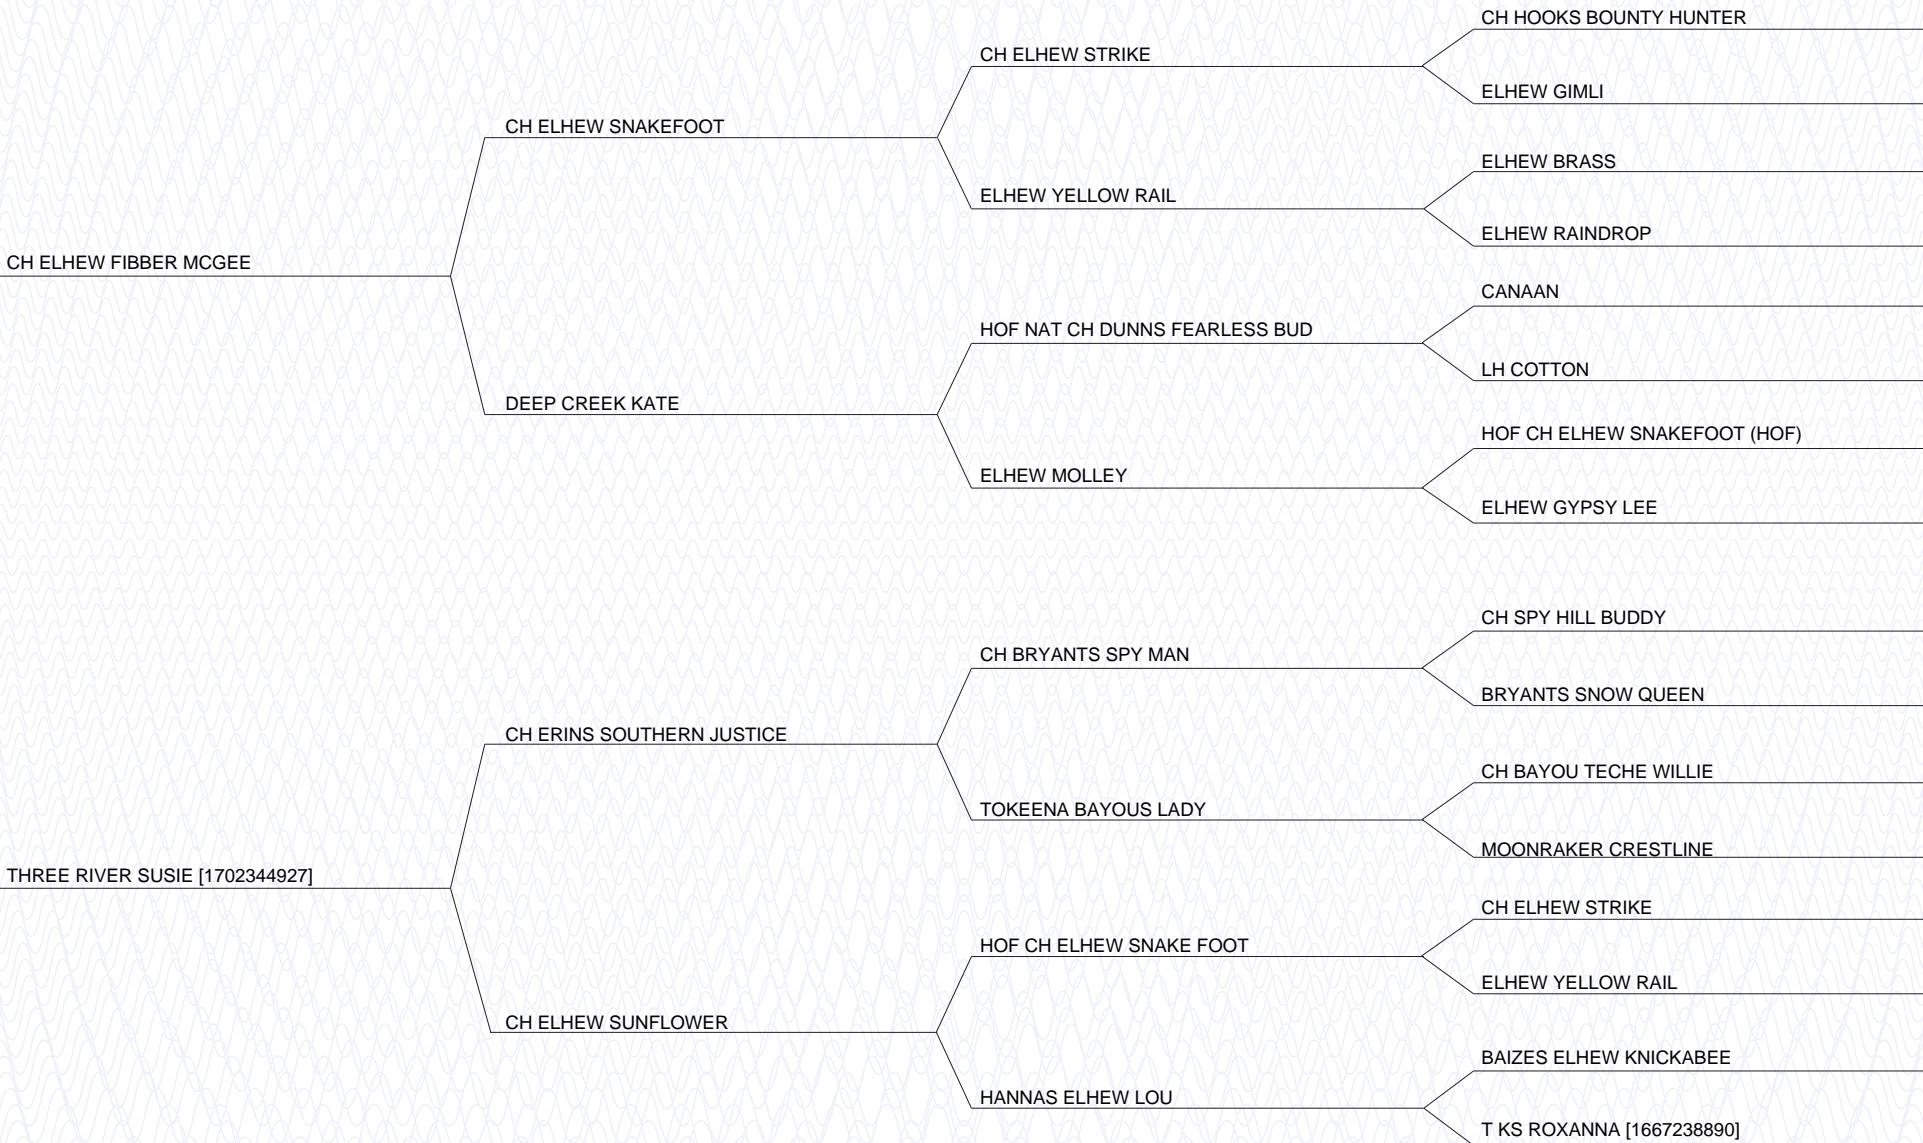 CH HOOKS BOUNTY HUNTER
CH ELHEW STRIKE
ELHEW GIMLI
CH ELHEW SNAKEFOOT
ELHEW BRASS
ELHEW YELLOW RAIL
ELHEW RAINDROP
CH ELHEW FIBBER MCGEE
CANAAN
HOF NAT CH DUNNS FEARLESS BUD
LH COTTON
DEEP CREEK KATE
HOF CH ELHEW SNAKEFOOT (HOF)
ELHEW MOLLEY
ELHEW GYPSY LEE
CH SPY HILL BUDDY
CH BRYANTS SPY MAN
BRYANTS SNOW QUEEN
CH ERINS SOUTHERN JUSTICE
CH BAYOU TECHE WILLIE
TOKEENA BAYOUS LADY
MOONRAKER CRESTLINE
THREE RIVER SUSIE [1702344927]
CH ELHEW STRIKE
HOF CH ELHEW SNAKE FOOT
ELHEW YELLOW RAIL
CH ELHEW SUNFLOWER
BAIZES ELHEW KNICKABEE
HANNAS ELHEW LOU
T KS ROXANNA [1667238890]